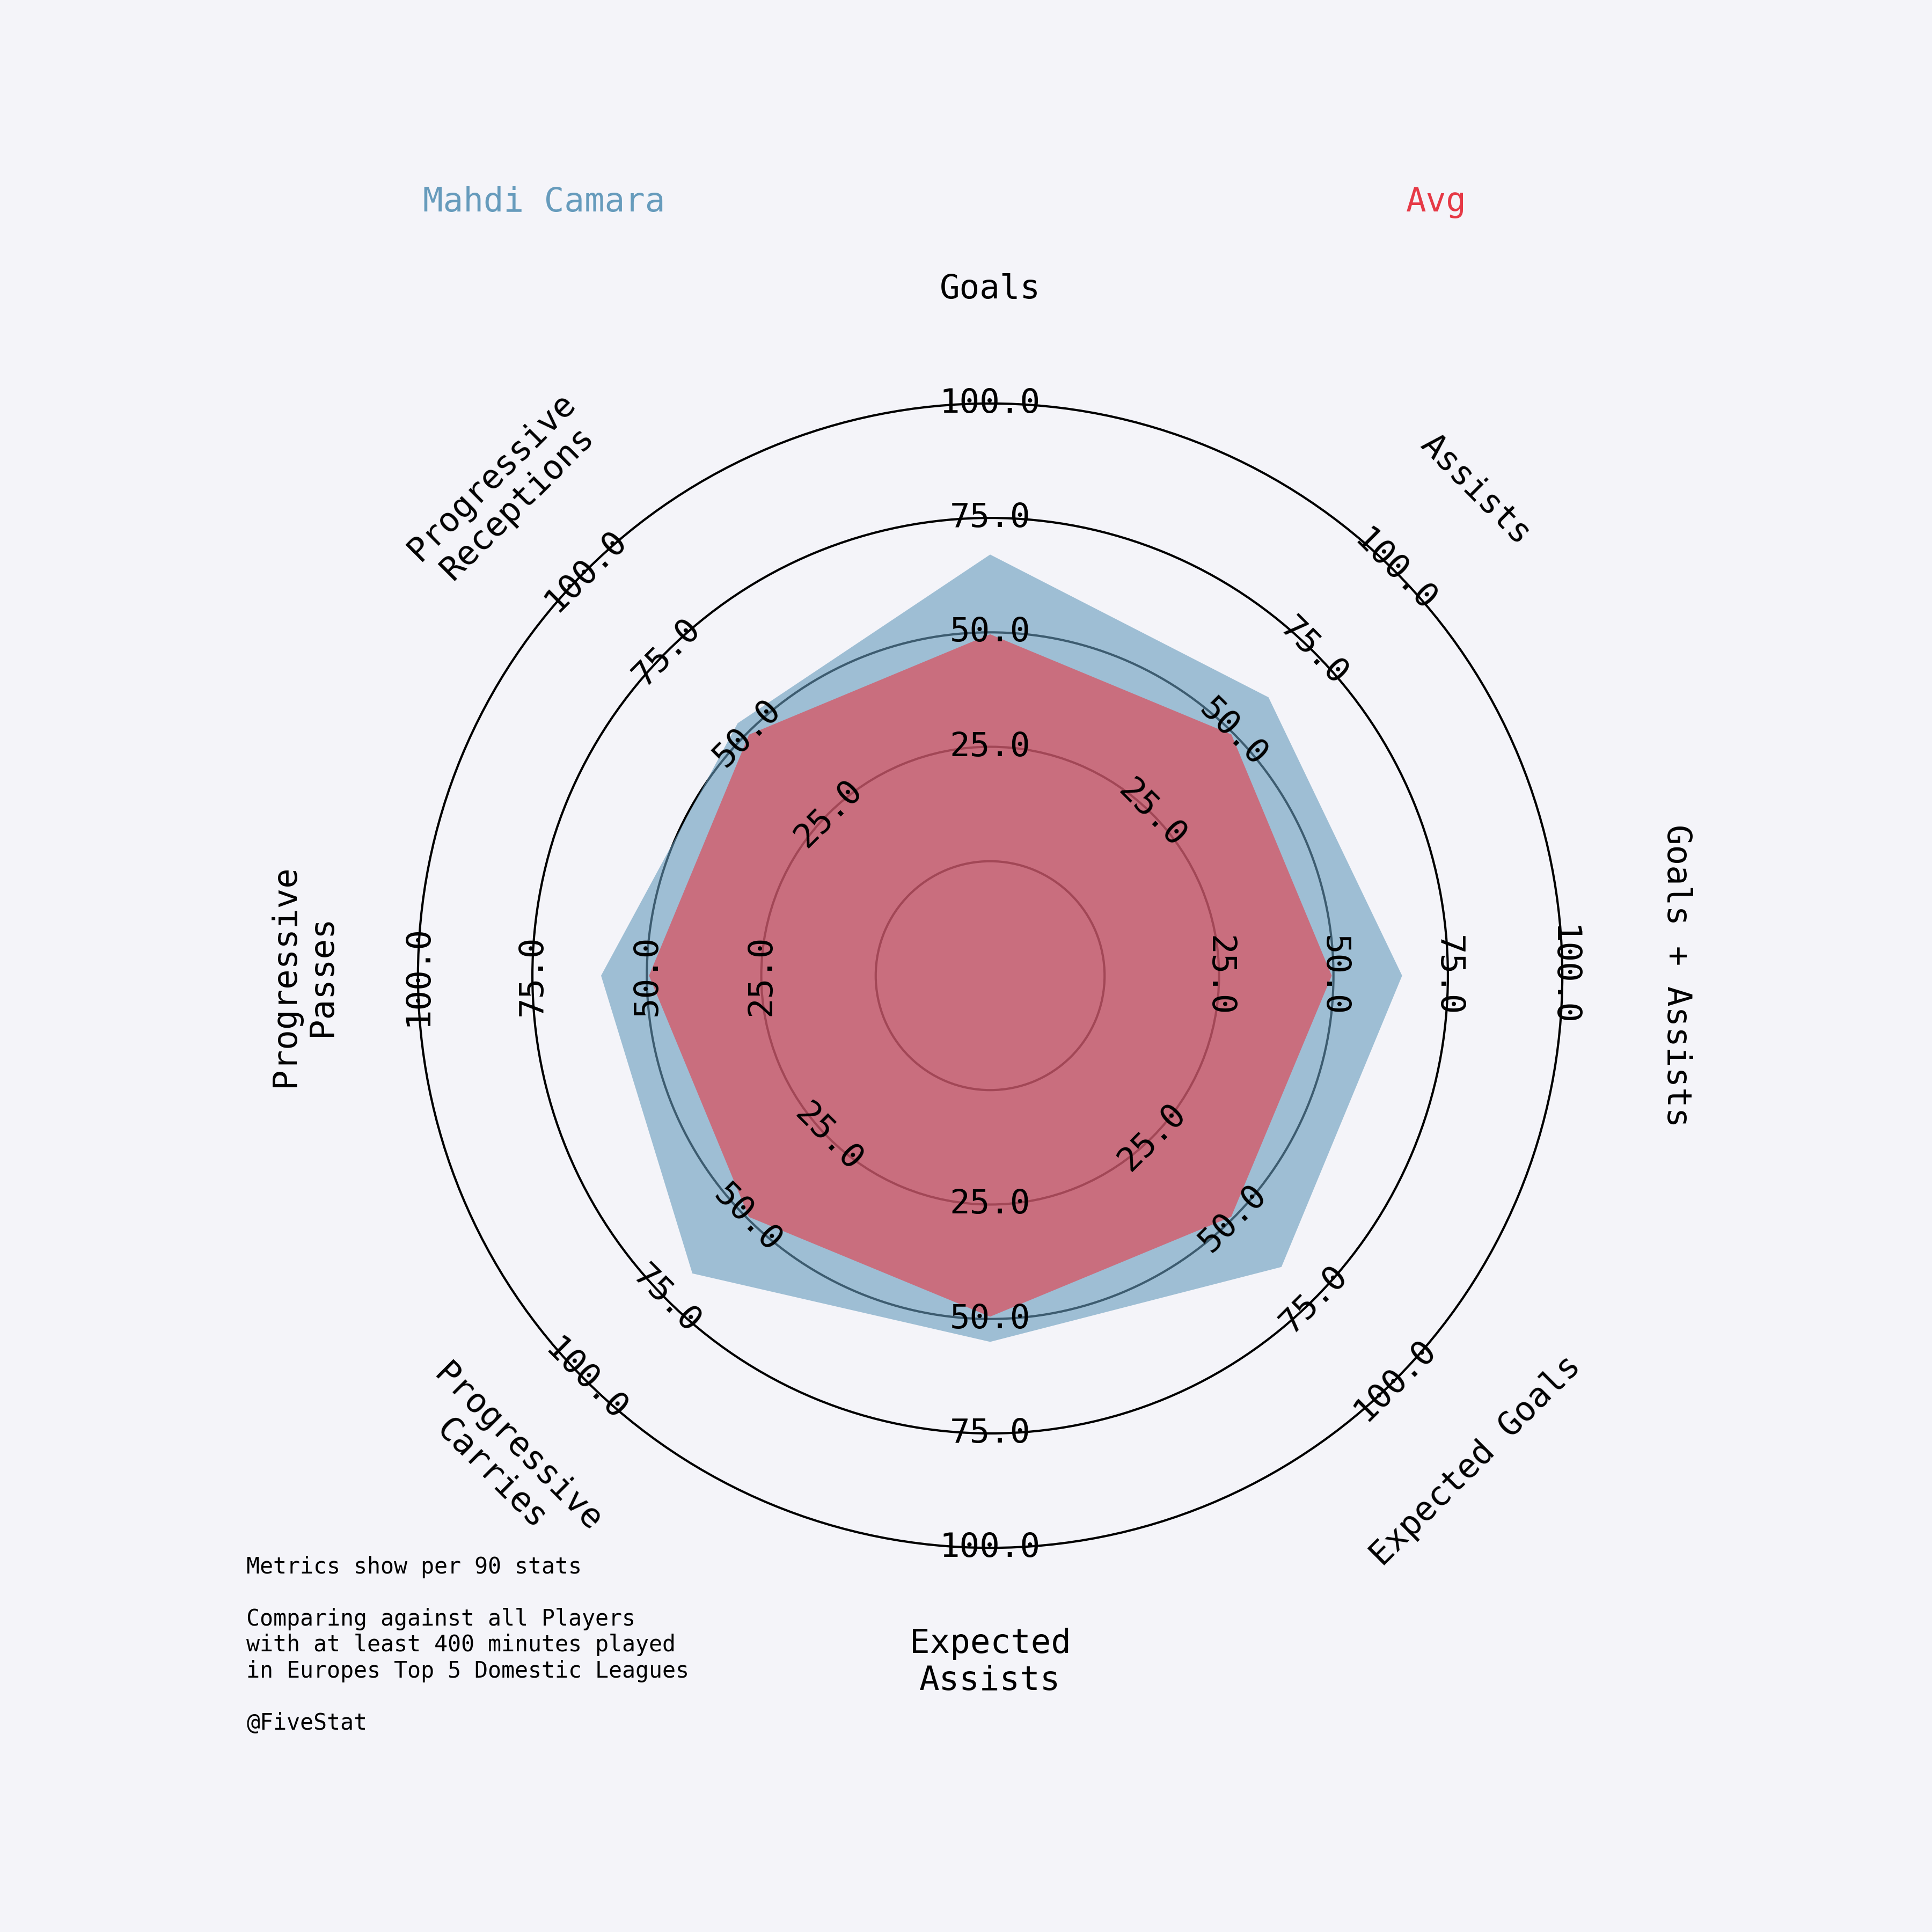 Mahdi Camara
Avg
Goals
Assists
Goals + Assists
Expected Goals
Expected
Assists
Progressive
Carries
Progressive
Passes
Progressive
Receptions
25.0
50.0
75.0
100.0
25.0
50.0
75.0
100.0
25.0
50.0
75.0
100.0
25.0
50.0
75.0
100.0
25.0
50.0
75.0
100.0
25.0
50.0
75.0
100.0
25.0
50.0
75.0
100.0
25.0
50.0
75.0
100.0
Metrics show per 90 stats
Comparing against all Players
with at least 400 minutes played
in Europes Top 5 Domestic Leagues
@FiveStat